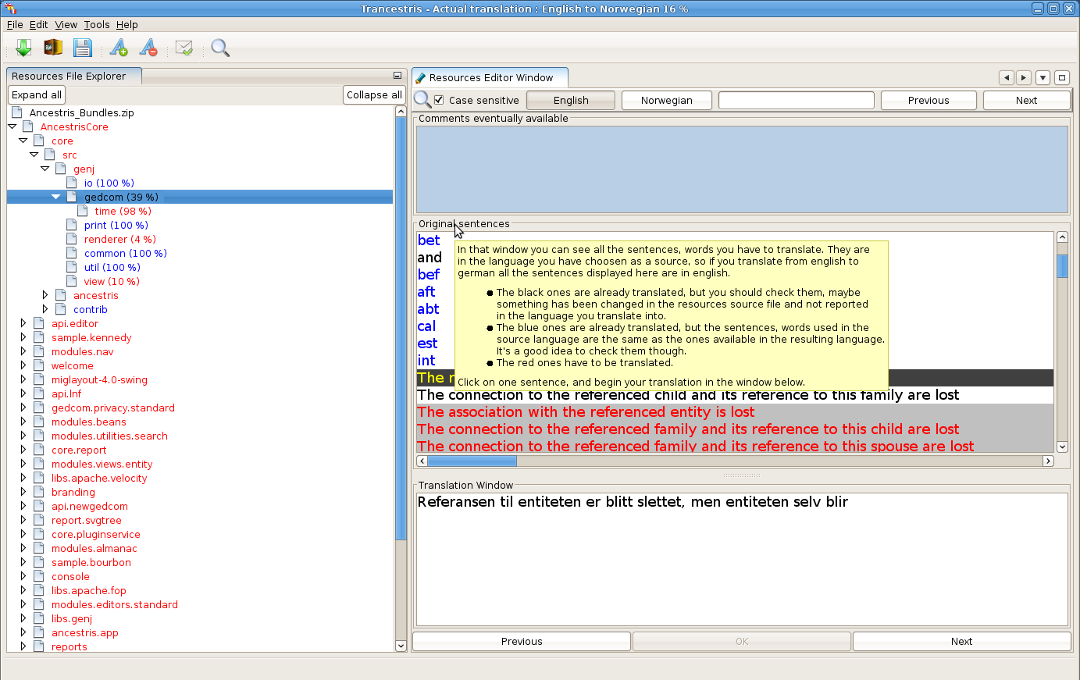 Trancestris - Actual translation : English to Norwegian 16 %
File Edit View Tools Help
Resources File Explorer
Expand all
Collapse all
Ancestris_Bundles.zip
AncestrisCore
core
src
genj
io (100 %)
gedcom (39 %)
time (98 %)
print (100 %)
renderer (4 %)
common (100 %)
util (100 %)
view (10 %)
ancestris
contrib
api.editor
sample.kennedy
modules.nav
welcome
miglayout-4.0-swing
api.lnf
gedcom.privacy.standard
modules.beans
modules.utilities.search
core.report
modules.views.entity
libs.apache.velocity
branding
api.newgedcom
report.svgtree
core.pluginservice
modules.almanac
sample.bourbon
console
libs.apache.fop
modules.editors.standard
libs.genj
ancestris.app
reports
Resources Editor Window
Case sensitive
English
Norwegian
Previous
Next
Comments eventually available
Original sentences
bet
and
bef
aft
abt
cal
est
int
The
In that window you can see all the sentences, words you have to translate. They are
in the language you have choosen as a source, so if you translate from english to
german all the sentences displayed here are in english.
● The black ones are already translated, but you should check them, maybe
something has been changed in the resources source file and not reported
in the language you translate into.
● The blue ones are already translated, but the sentences, words used in the
source language are the same as the ones available in the resulting language.
It's a good idea to check them though.
● The red ones have to be translated.
Click on one sentence, and begin your translation in the window below.
The connection to the referenced child and its reference to this family are lost
The association with the referenced entity is lost
The connection to the referenced family and its reference to this child are lost
The connection to the referenced family and its reference to this spouse are lost
Translation Window
Referansen til entiteten er blitt slettet, men entiteten selv blir
Previous
OK
Next